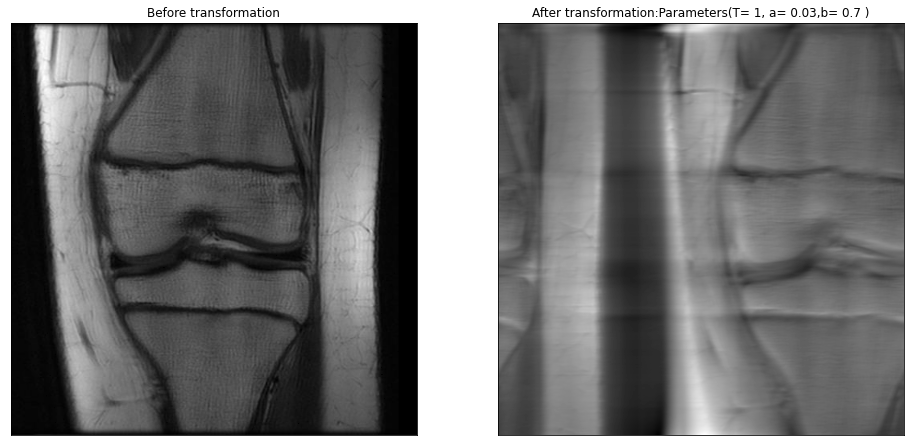 Before transformation
After transformation:Parameters(T= 1, a= 0.03,b= 0.7 )